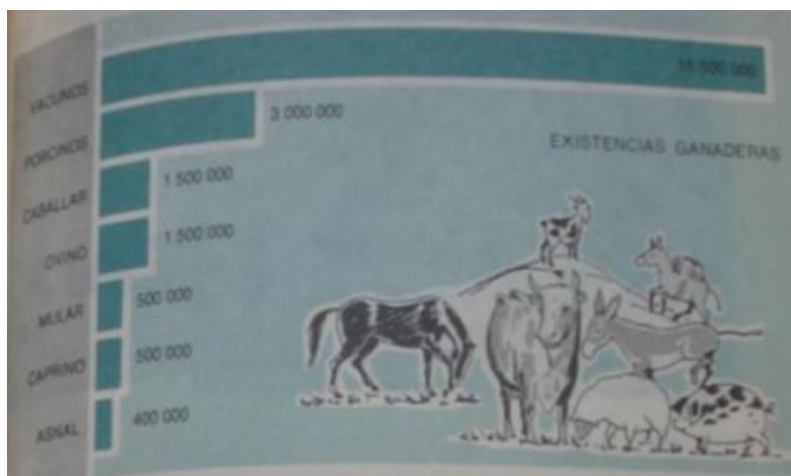 VACUNOS
PORCINOS 3 000 000
EXISTENCIAS GANADERAS
CABALLAR 1 500 000
OVINO 1 500 000
MULAR 500 000
CAPRINO 500 000
ASNAL 400 000